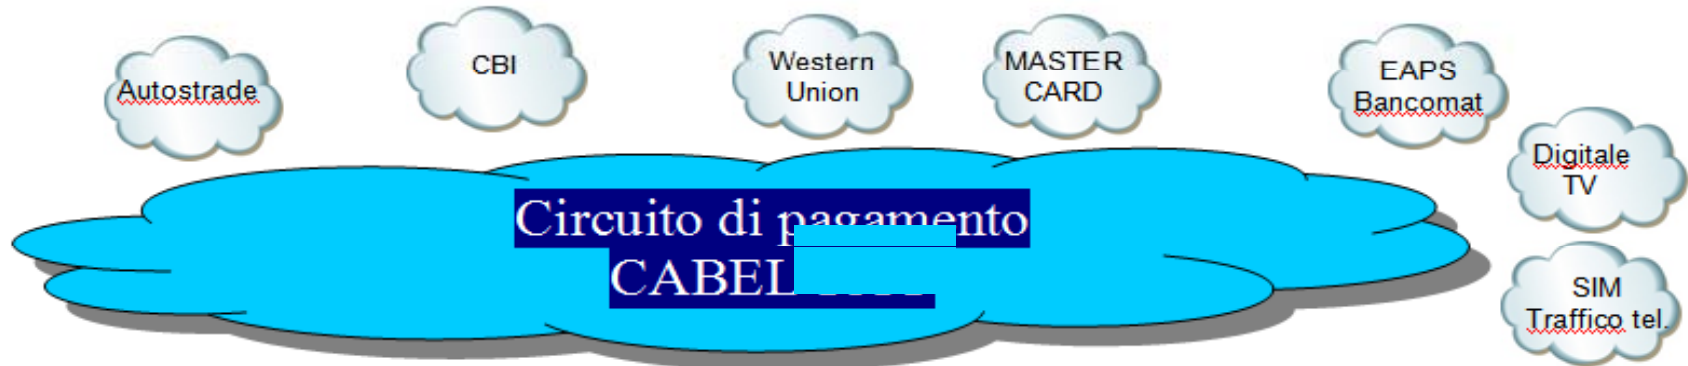 Autostrade
CBI
Western
Union
MASTER
CARD
EAPS
Bancomat
Digitale
TV
SIM
Traffico tel.
Circuito di pagamento
CABEL